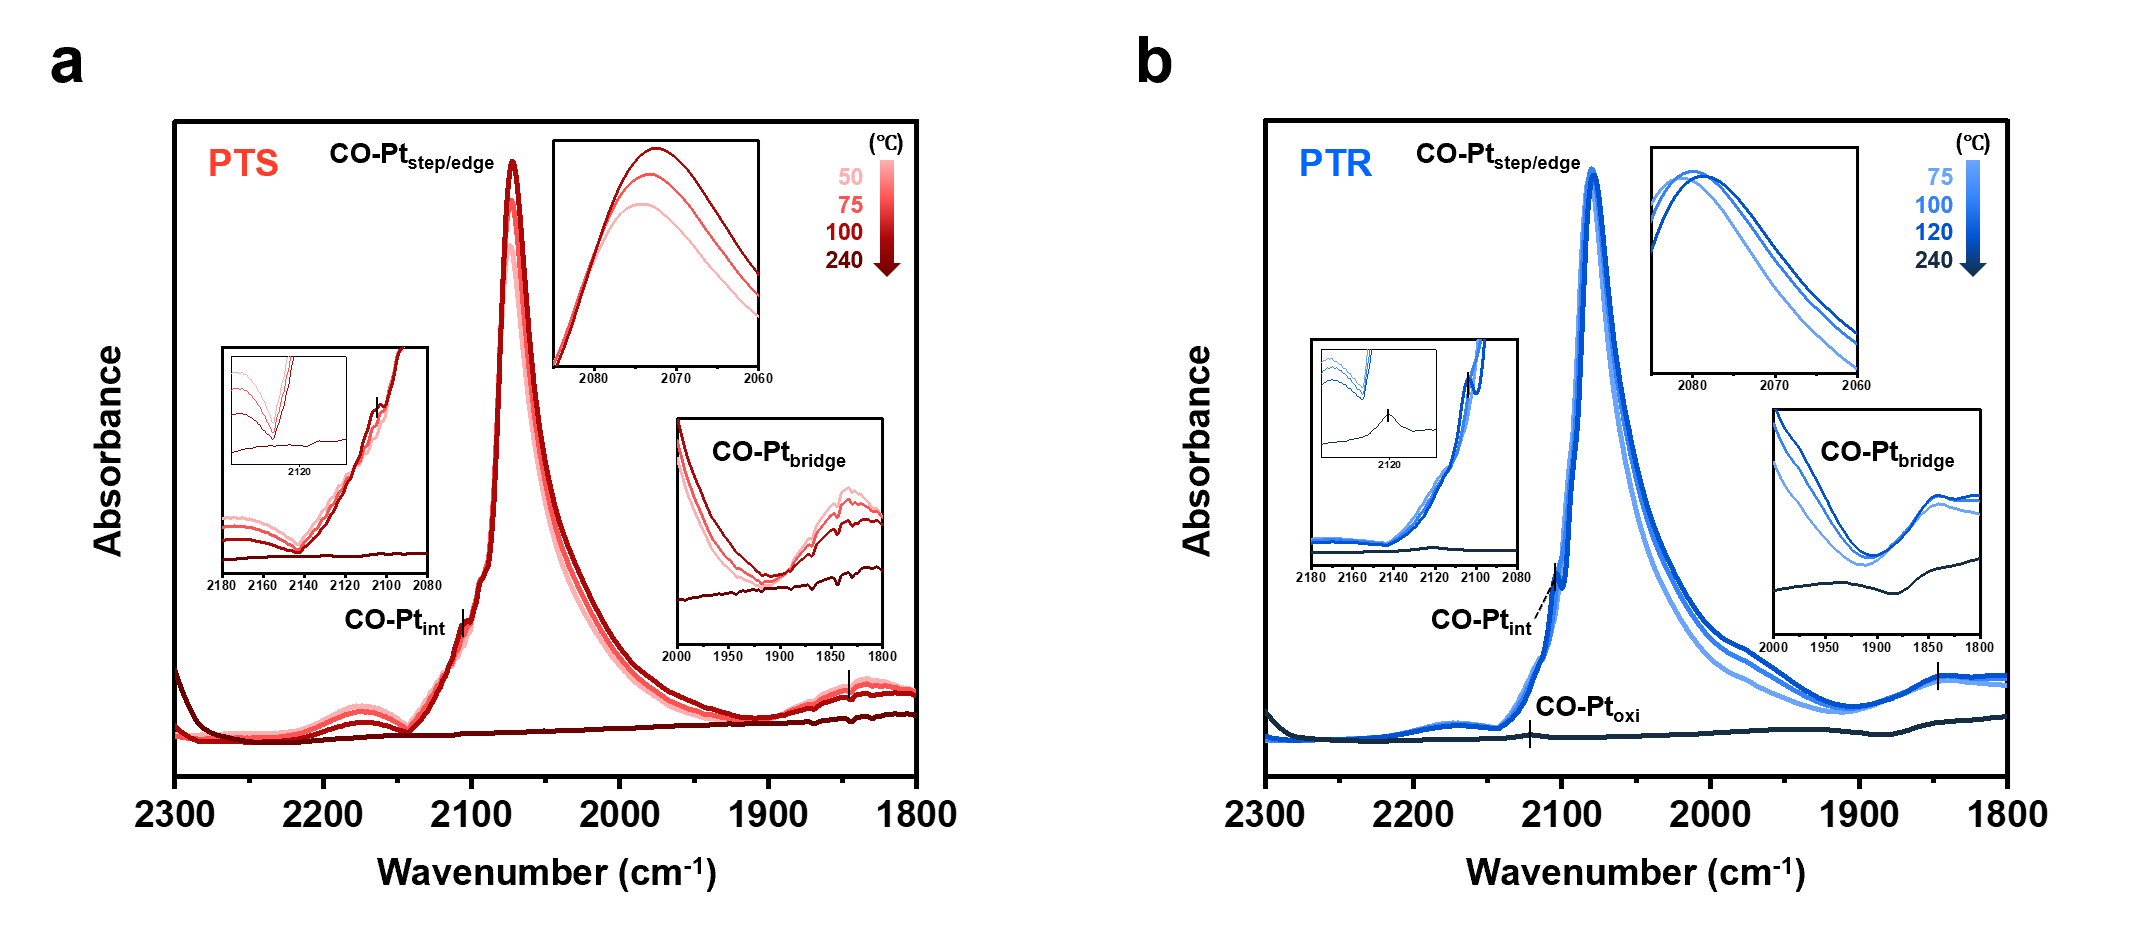 a
PTS
CO-Ptstep/edge
(°C)
50
75
100
240
2080 2070 2060
2120
2180 2160 2140 2120 2100 2080
CO-Ptbridge
2000 1950 1900 1850 1800
CO-Ptint
Absorbance
2300 2200 2100 2000 1900 1800
Wavenumber (cm-1)
b
PTR
CO-Ptstep/edge
(°C)
75
100
120
240
2080 2070 2060
2120
2180 2160 2140 2120 2100 2080
CO-Ptbridge
2000 1950 1900 1850 1800
CO-Ptint
CO-Ptoxi
Absorbance
2300 2200 2100 2000 1900 1800
Wavenumber (cm-1)